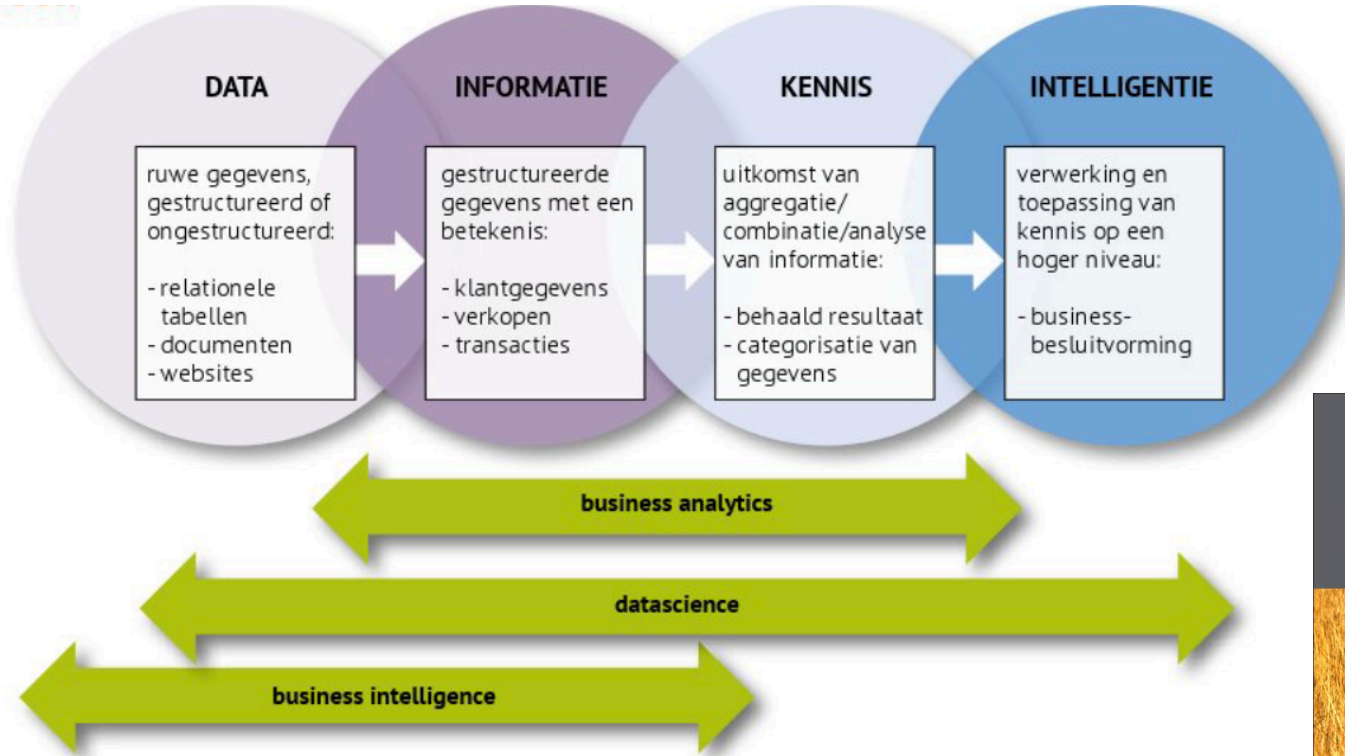 DATA
ruwe gegevens,
gestructureerd of
ongestructureerd:
- relationele
tabellen
- documenten
- websites
INFORMATIE
gestructureerde
gegevens met een
betekenis:
- klantgegevens
- verkopen
- transacties
KENNIS
uitkomst van
aggregatie/
combinatie/analyse
van informatie:
- behaald resultaat
- categorisatie van
gegevens
INTELLIGENTIE
verwerking en
toepassing van
kennis op een
hoger niveau:
- business-
besluitvorming
business analytics
datascience
business intelligence